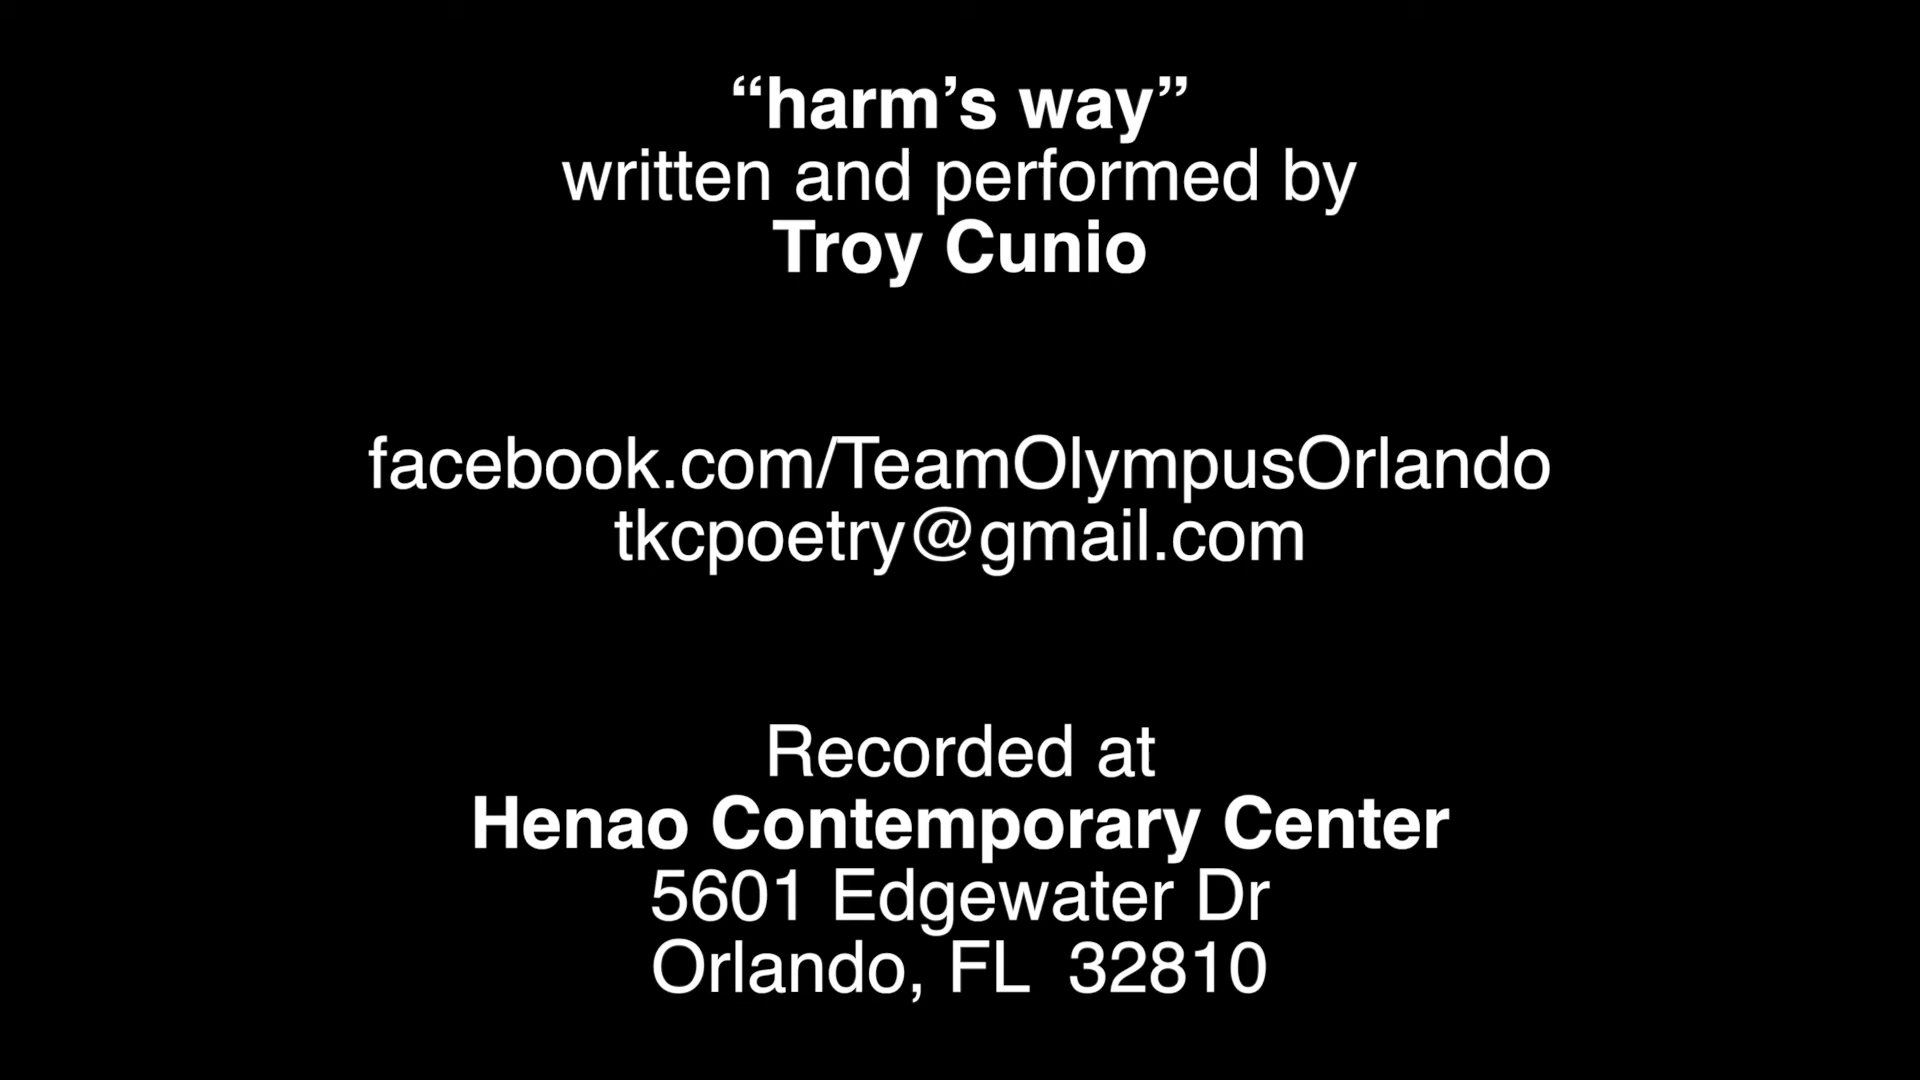 “harm’s way”
written and performed by
Troy Cunio
facebook.com/TeamOlympusOrlando
tkcpoetry@gmail.com
Recorded at
Henao Contemporary Center
5601 Edgewater Dr
Orlando, FL  32810